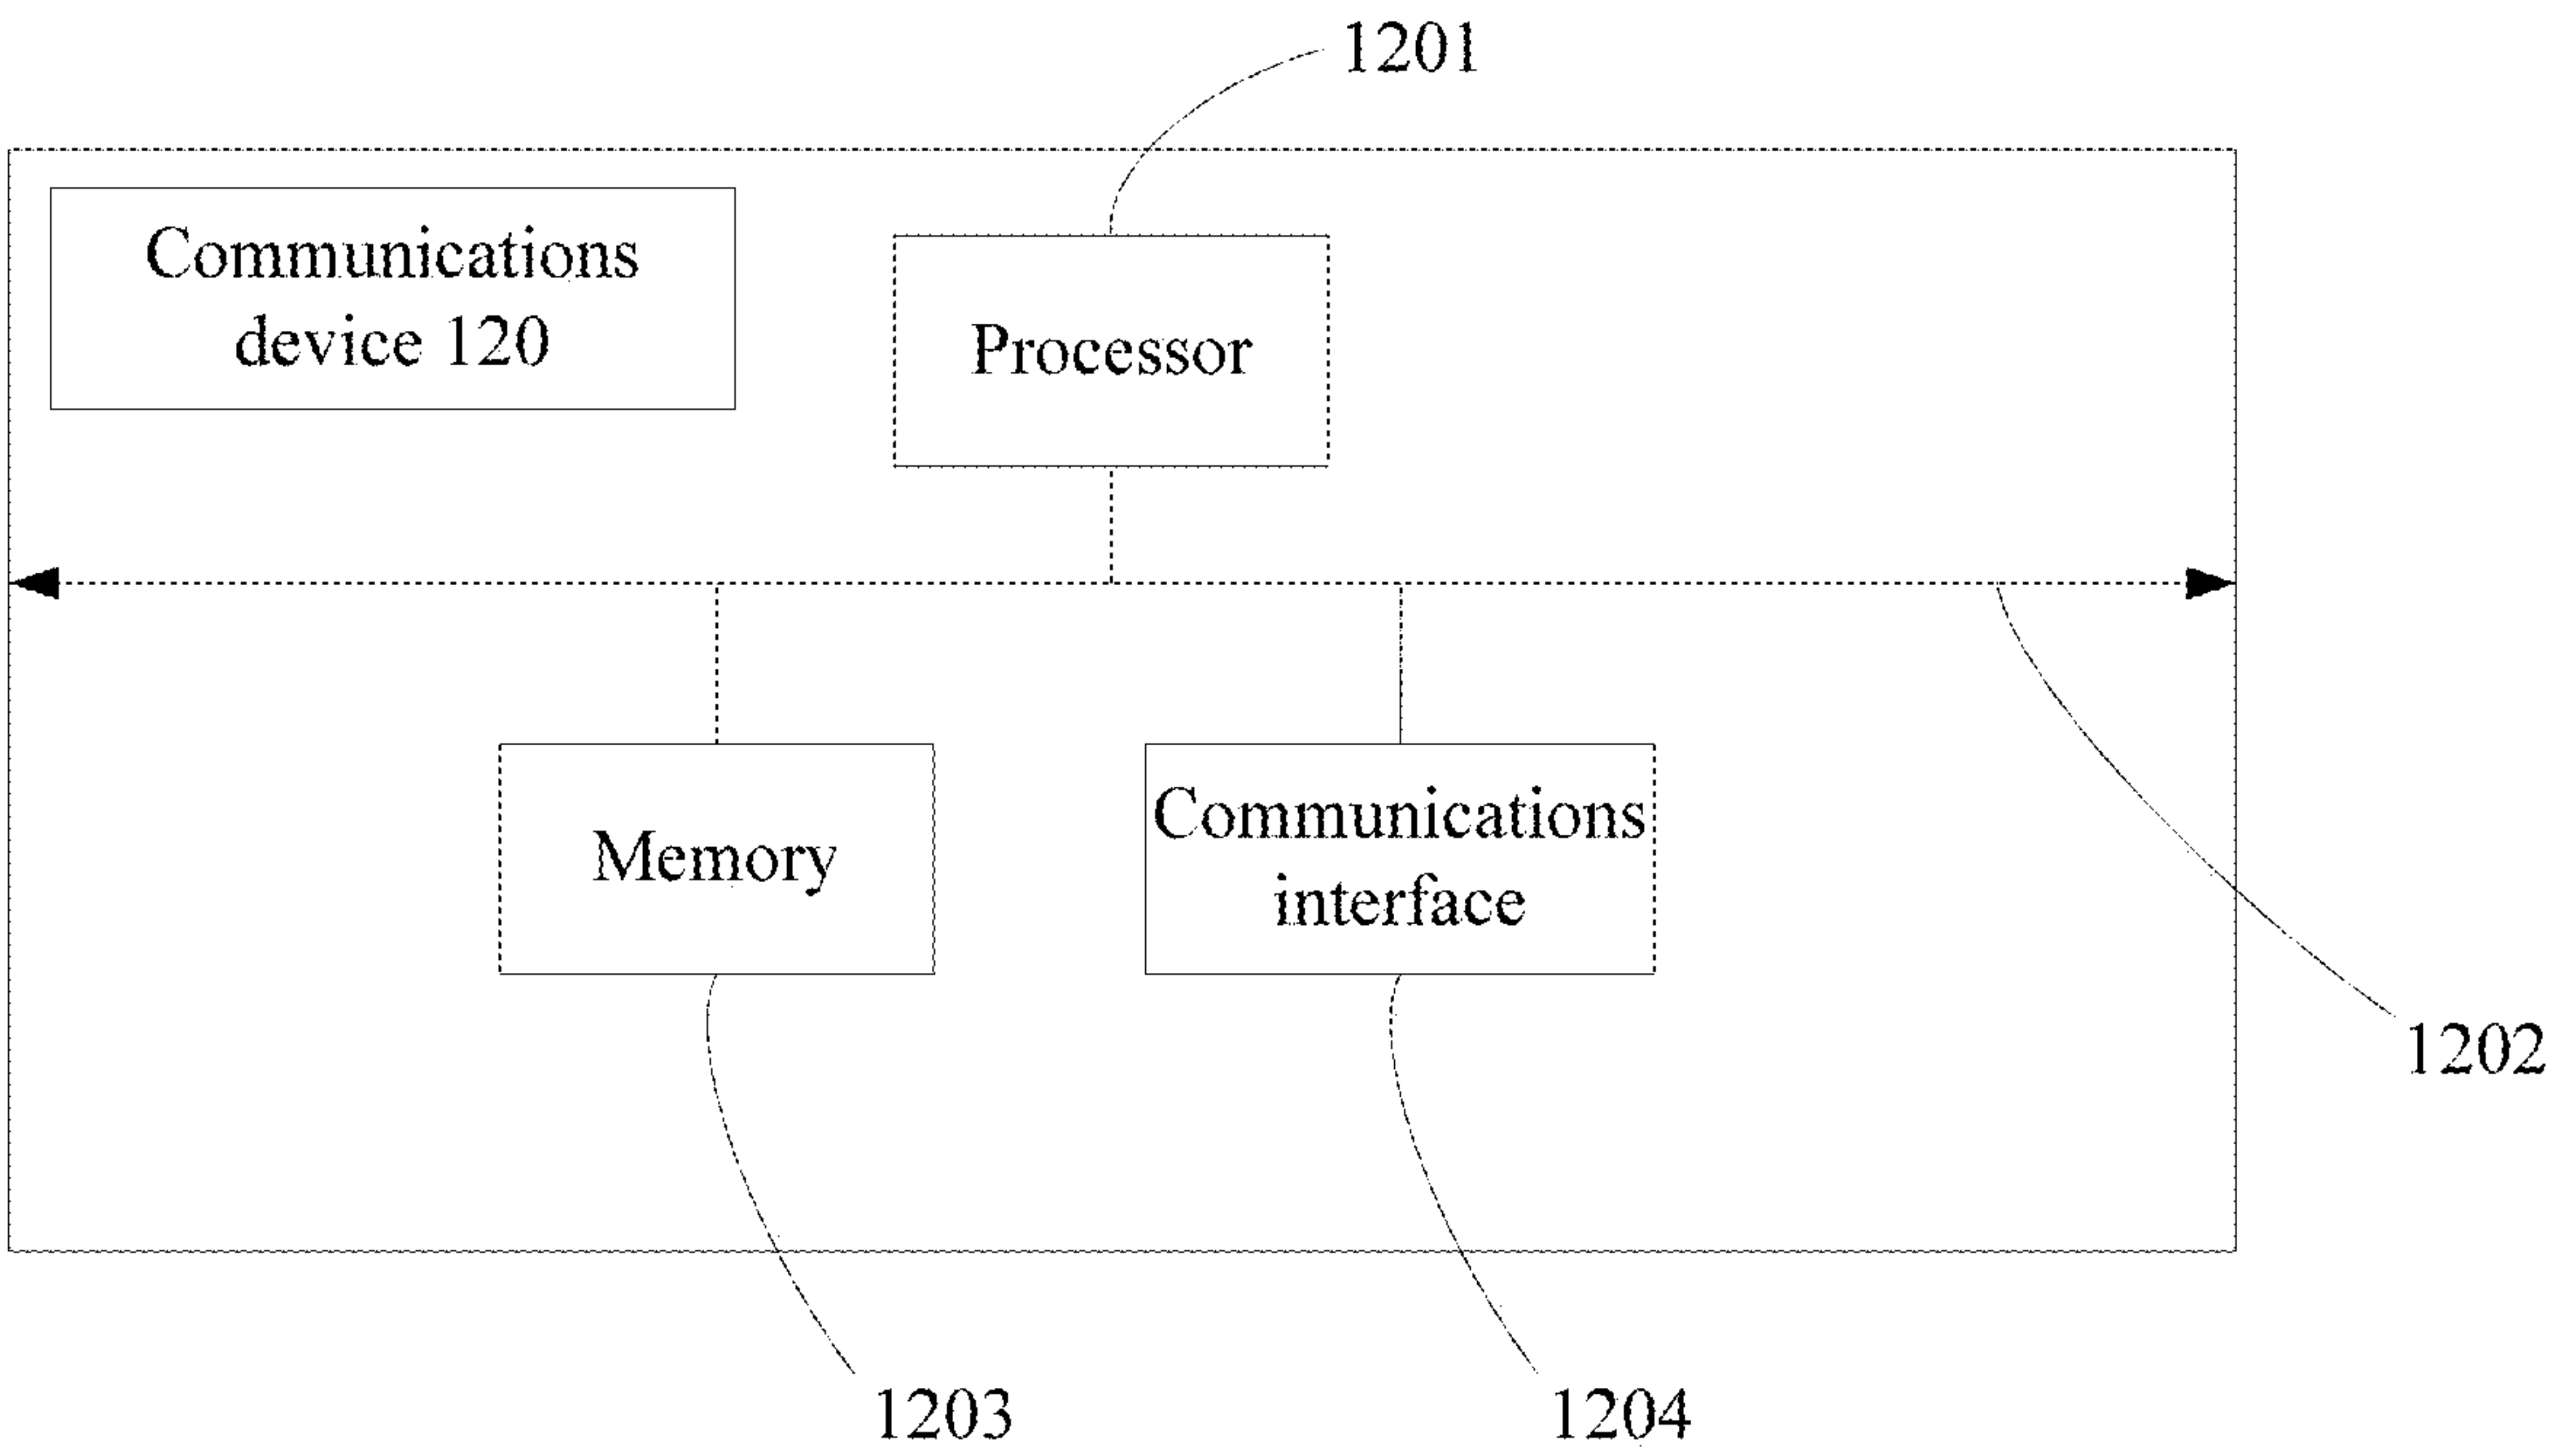 1201
Communications
device 120
Processor
Memory
Communications
interface
1202
1203
1204